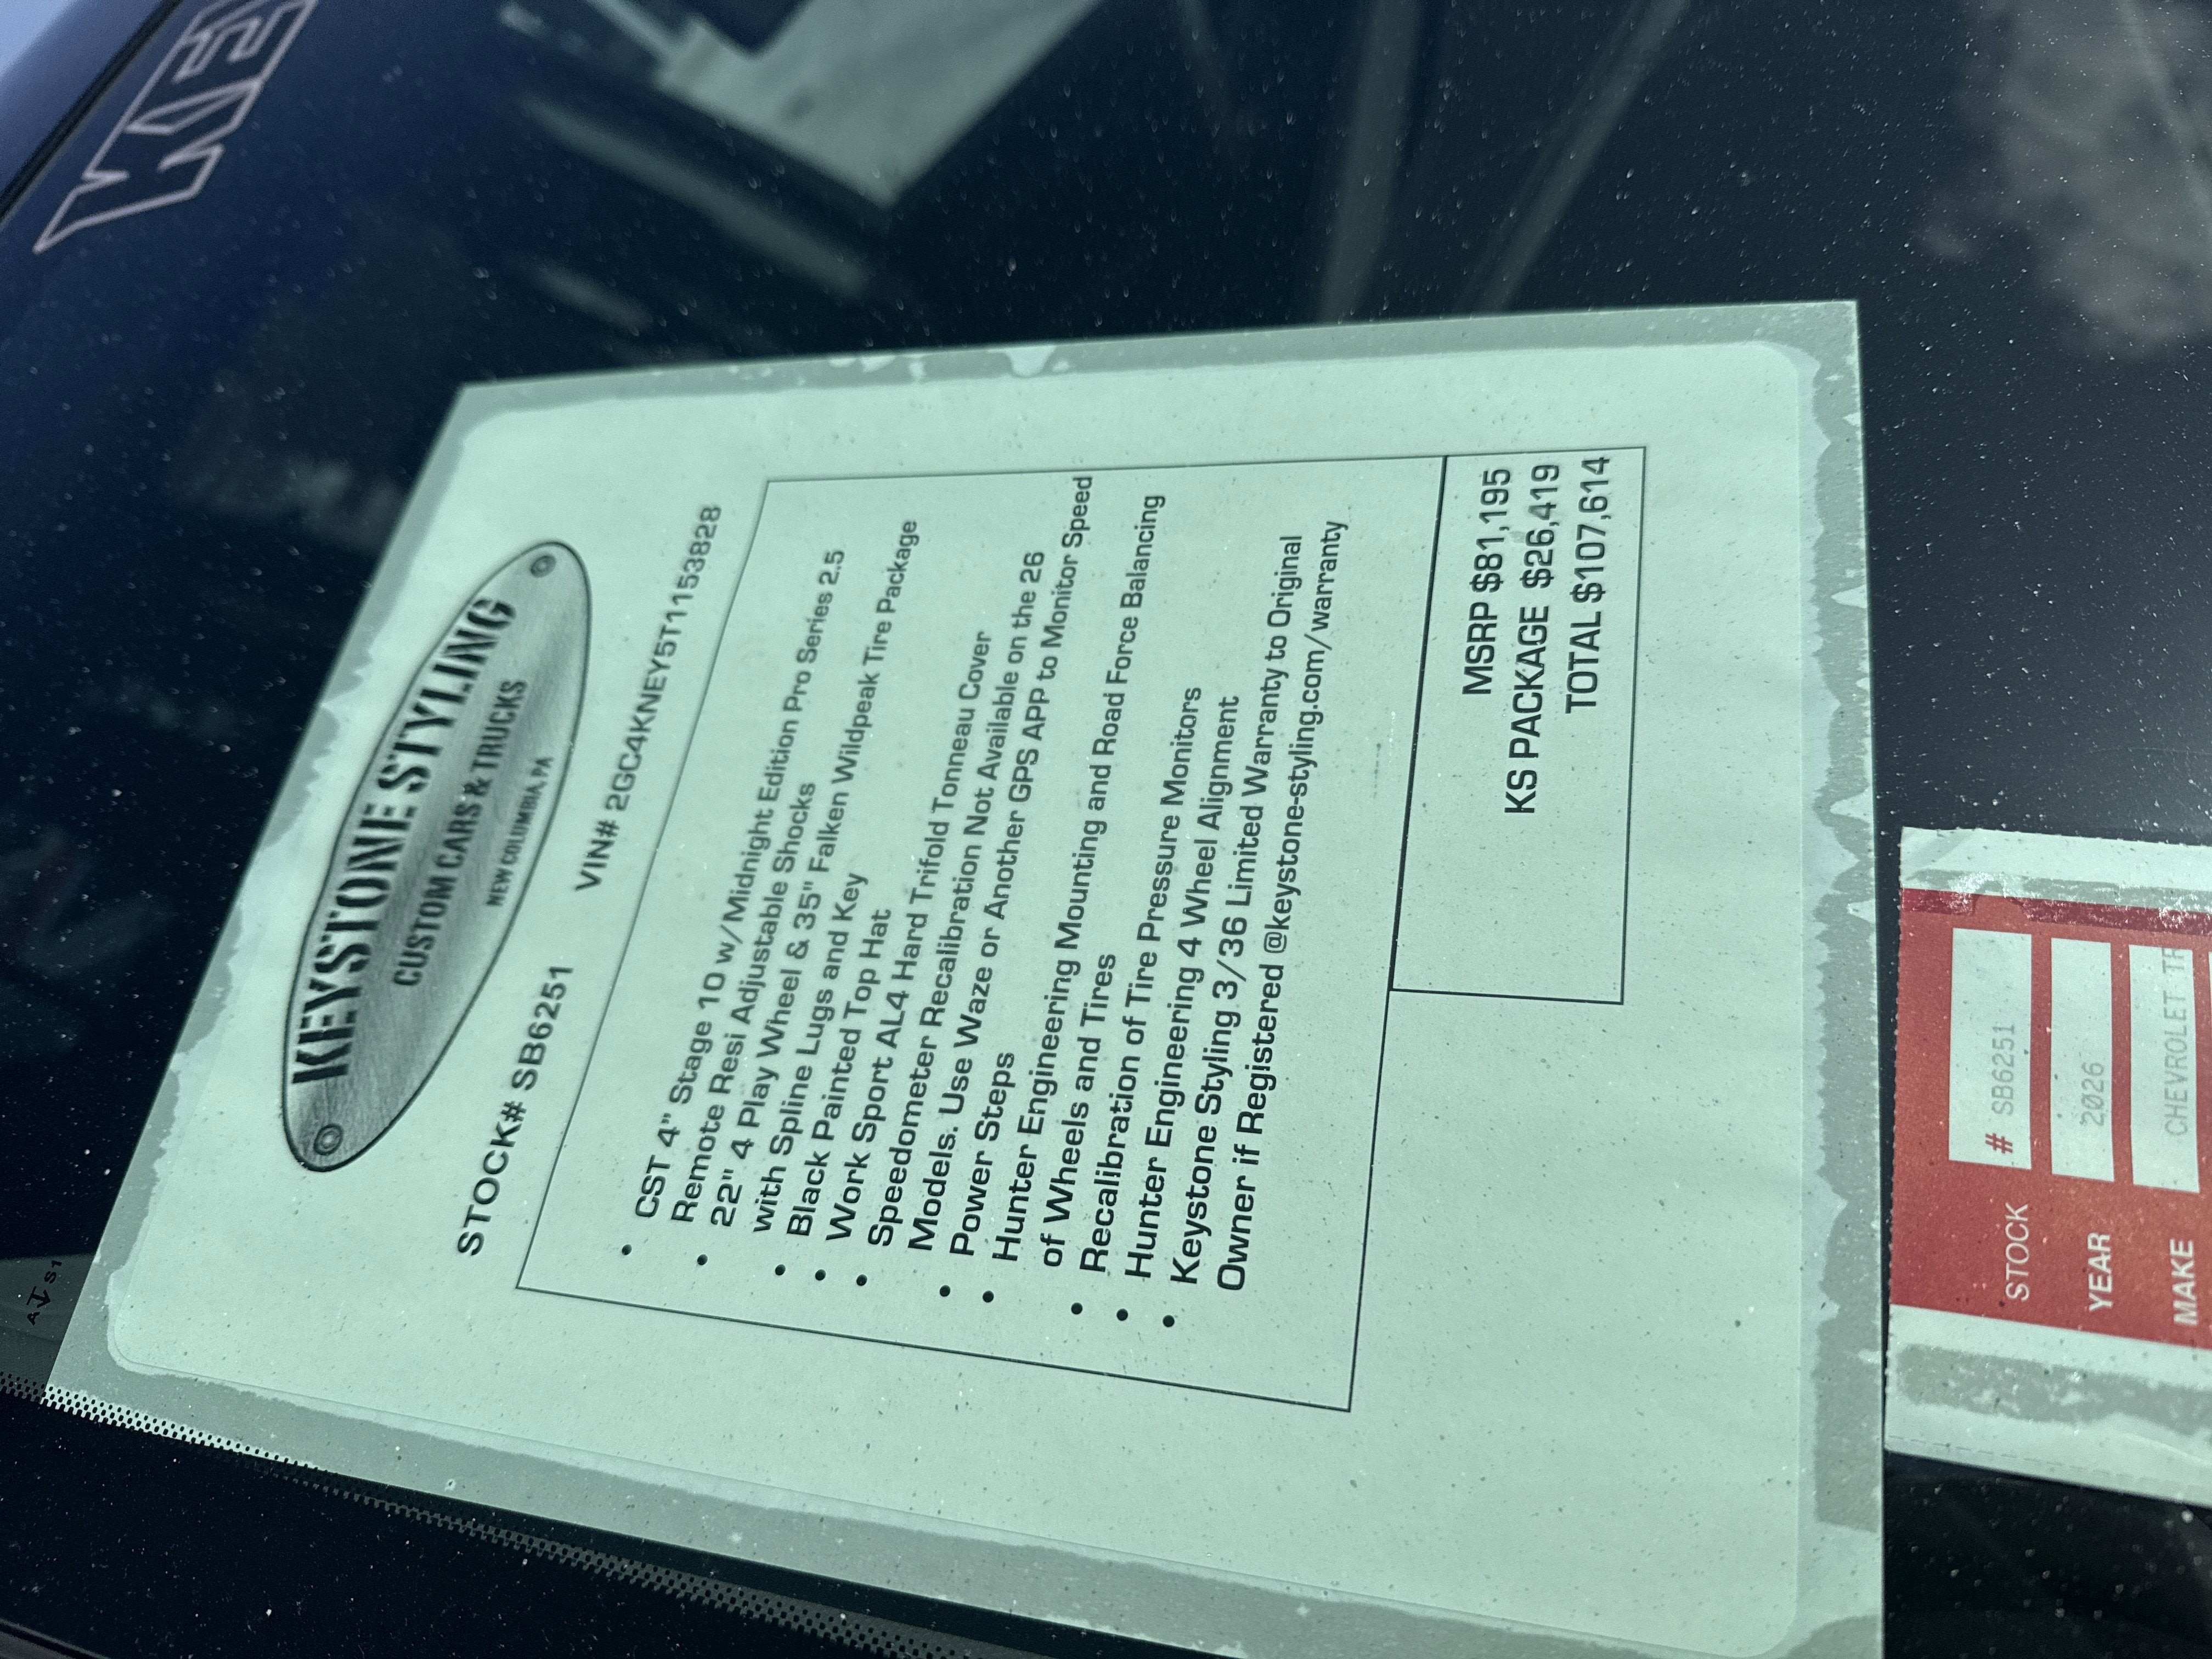 KEYSTONE STYLING
CUSTOM CARS & TRUCKS
NEW COLUMBIA, PA
STOCK# SB6251 VIN# 2GC4KNEY5T1153828
• CST 4" Stage 10 w/Midnight Edition Pro Series 2.5
Remote Resi Adjustable Shocks
• 22" 4 Play Wheel & 35" Falken Wildpeak Tire Package
with Spline Lugs and Key
• Black Painted Top Hat
• Work Sport AL4 Hard Trifold Tonneau Cover
• Speedometer Recalibration Not Available on the 26
Models. Use Waze or Another GPS APP to Monitor Speed
• Power Steps
• Hunter Engineering Mounting and Road Force Balancing
of Wheels and Tires
• Recalibration of Tire Pressure Monitors
• Hunter Engineering 4 Wheel Alignment
• Keystone Styling 3/36 Limited Warranty to Original
Owner if Registered @keystone-styling.com/warranty
MSRP $81,195
KS PACKAGE $26,419
TOTAL $107,614
STOCK # SB6251
YEAR 2026
MAKE CHEVROLET TR